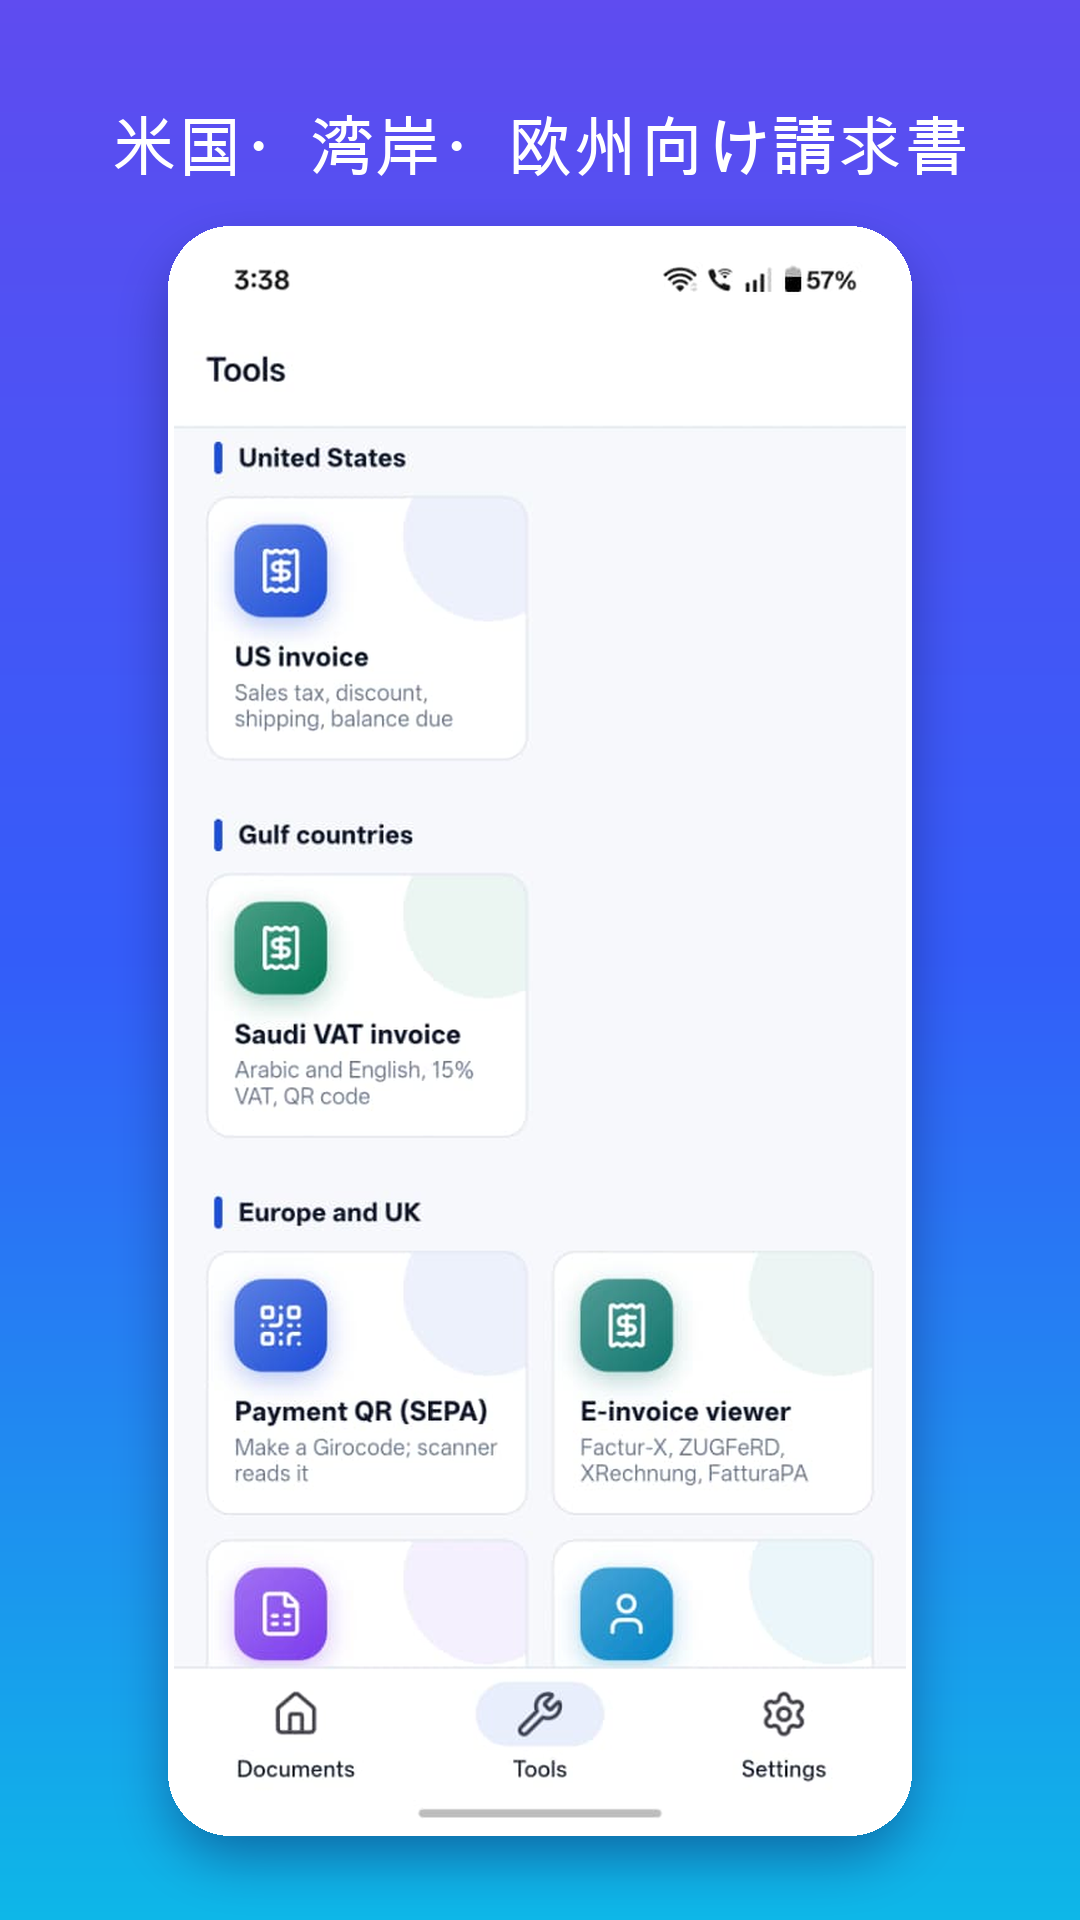 米国・湾岸・欧州向け請求書
3:38
57%
Tools
United States
US invoice
Sales tax, discount,
shipping, balance due
Gulf countries
Saudi VAT invoice
Arabic and English, 15%
VAT, QR code
Europe and UK
Payment QR (SEPA)
Make a Girocode; scanner
reads it
E-invoice viewer
Factur-X, ZUGFeRD,
XRechnung, FatturaPA
Documents
Tools
Settings